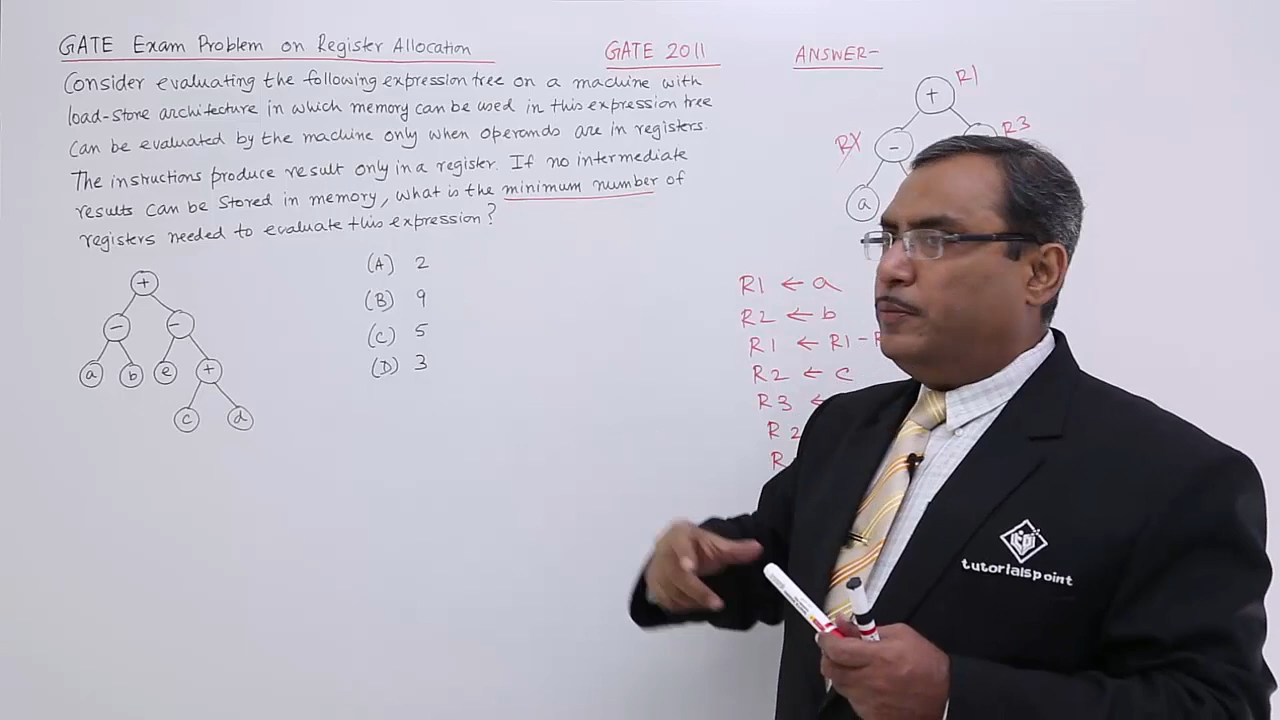 GATE Exam Problem on Register Allocation
GATE 2011
Consider evaluating the following expression tree on a machine with
load-store architecture in which memory can be used in this expression tree
can be evaluated by the machine only when operands are in registers.
The instructions produce result only in a register. If no intermediate
results can be stored in memory, what is the minimum number of
registers needed to evaluate this expression?
+
- -
a b e +
c d
(A) 2
(B) 9
(C) 5
(D) 3
ANSWER-
+ R1
RX - R3
a
R1 ← a
R2 ← b
R1 ← R1 -
R2 ← c
R3 ←
R2
R
tutorialspoint